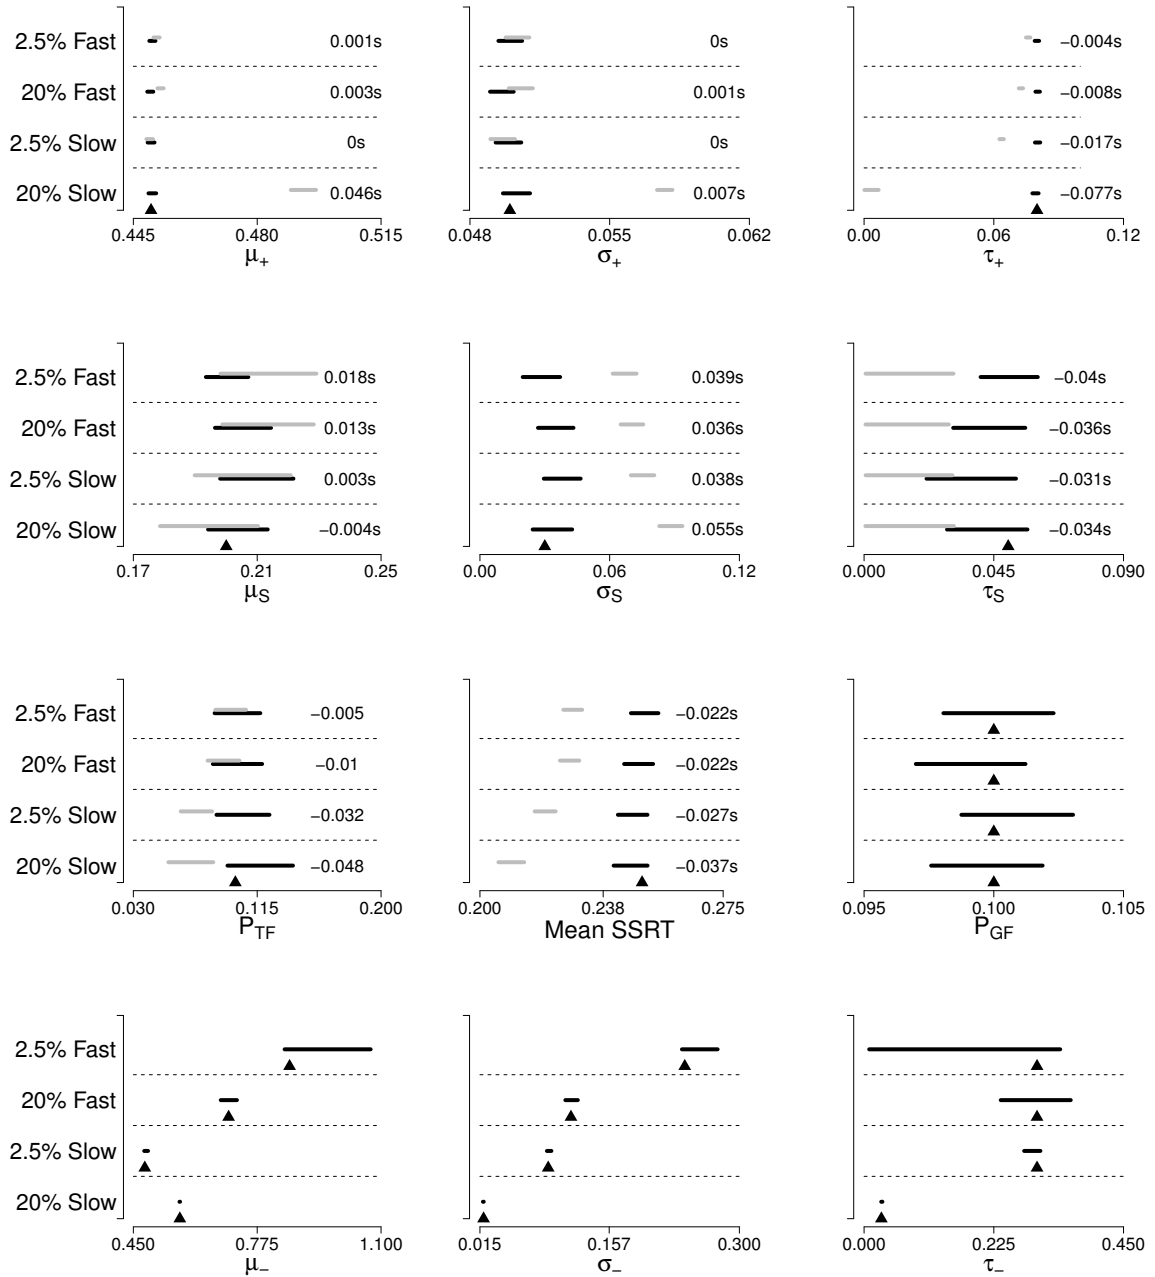 2.5% Fast 0.001s 0s −0.004s
20% Fast 0.003s 0.001s −0.008s
2.5% Slow 0s 0s −0.017s
20% Slow 0.046s 0.007s −0.077s
0.445 0.480 0.515 0.048 0.055 0.062 0.00 0.06 0.12
μ+ σ+ τ+
2.5% Fast 0.018s 0.039s −0.04s
20% Fast 0.013s 0.036s −0.036s
2.5% Slow 0.003s 0.038s −0.031s
20% Slow −0.004s 0.055s −0.034s
0.17 0.21 0.25 0.00 0.06 0.12 0.000 0.045 0.090
μS σS τS
2.5% Fast −0.005 −0.022s
20% Fast −0.01 −0.022s
2.5% Slow −0.032 −0.027s
20% Slow −0.048 −0.037s
0.030 0.115 0.200 0.200 0.238 0.275 0.095 0.100 0.105
PTF Mean SSRT PGF
2.5% Fast
20% Fast
2.5% Slow
20% Slow
0.450 0.775 1.100 0.015 0.157 0.300 0.000 0.225 0.450
μ− σ− τ−